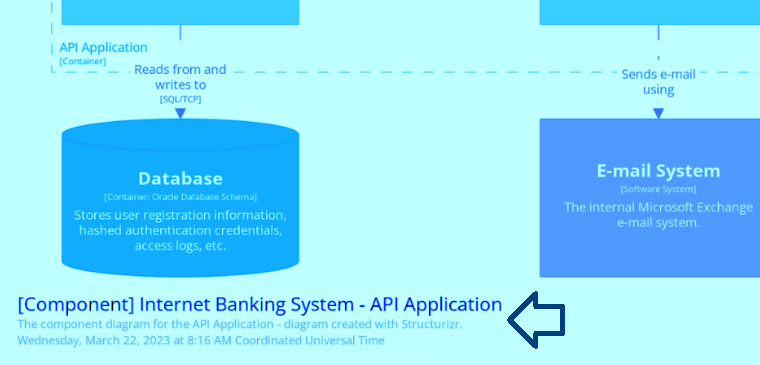 API Application
[Container]
Reads from and
writes to
[SQL/TCP]
Sends e-mail
using
Database
[Container: Oracle Database Schema]
Stores user registration information,
hashed authentication credentials,
access logs, etc.
E-mail System
[Software System]
The internal Microsoft Exchange
e-mail system.
[Component] Internet Banking System - API Application
The component diagram for the API Application - diagram created with Structurizr.
Wednesday, March 22, 2023 at 8:16 AM Coordinated Universal Time